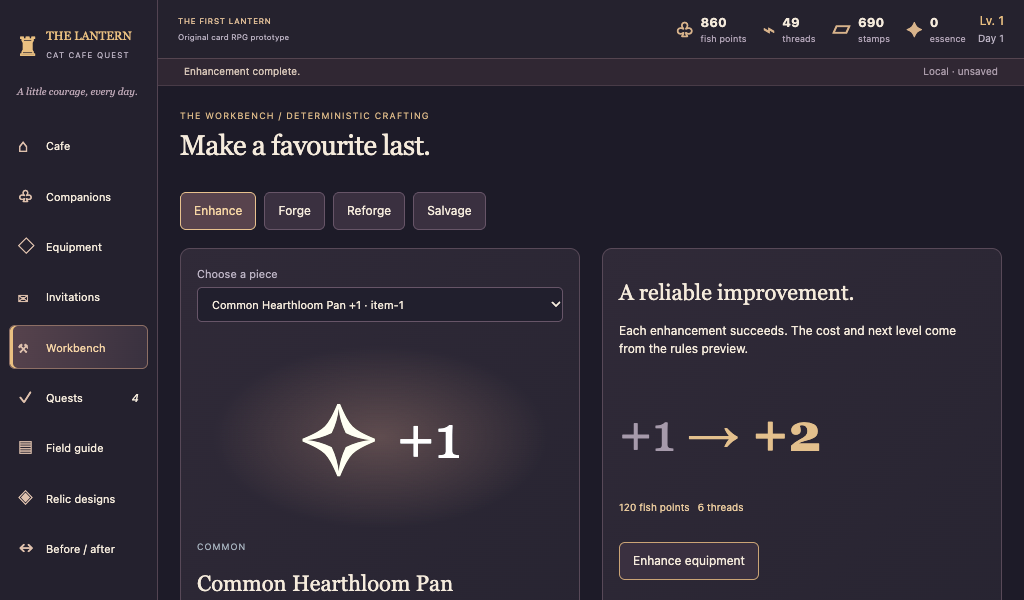 THE LANTERN
CAT CAFE QUEST
A little courage, every day.
Cafe
Companions
Equipment
Invitations
Workbench
Quests 4
Field guide
Relic designs
Before / after
THE FIRST LANTERN
Original card RPG prototype
860
fish points
49
threads
690
stamps
0
essence
Lv. 1
Day 1
Enhancement complete.
Local · unsaved
THE WORKBENCH / DETERMINISTIC CRAFTING
Make a favourite last.
Enhance
Forge
Reforge
Salvage
Choose a piece
Common Hearthloom Pan +1 · item-1
+1
COMMON
Common Hearthloom Pan
A reliable improvement.
Each enhancement succeeds. The cost and next level come
from the rules preview.
+1 → +2
120 fish points 6 threads
Enhance equipment